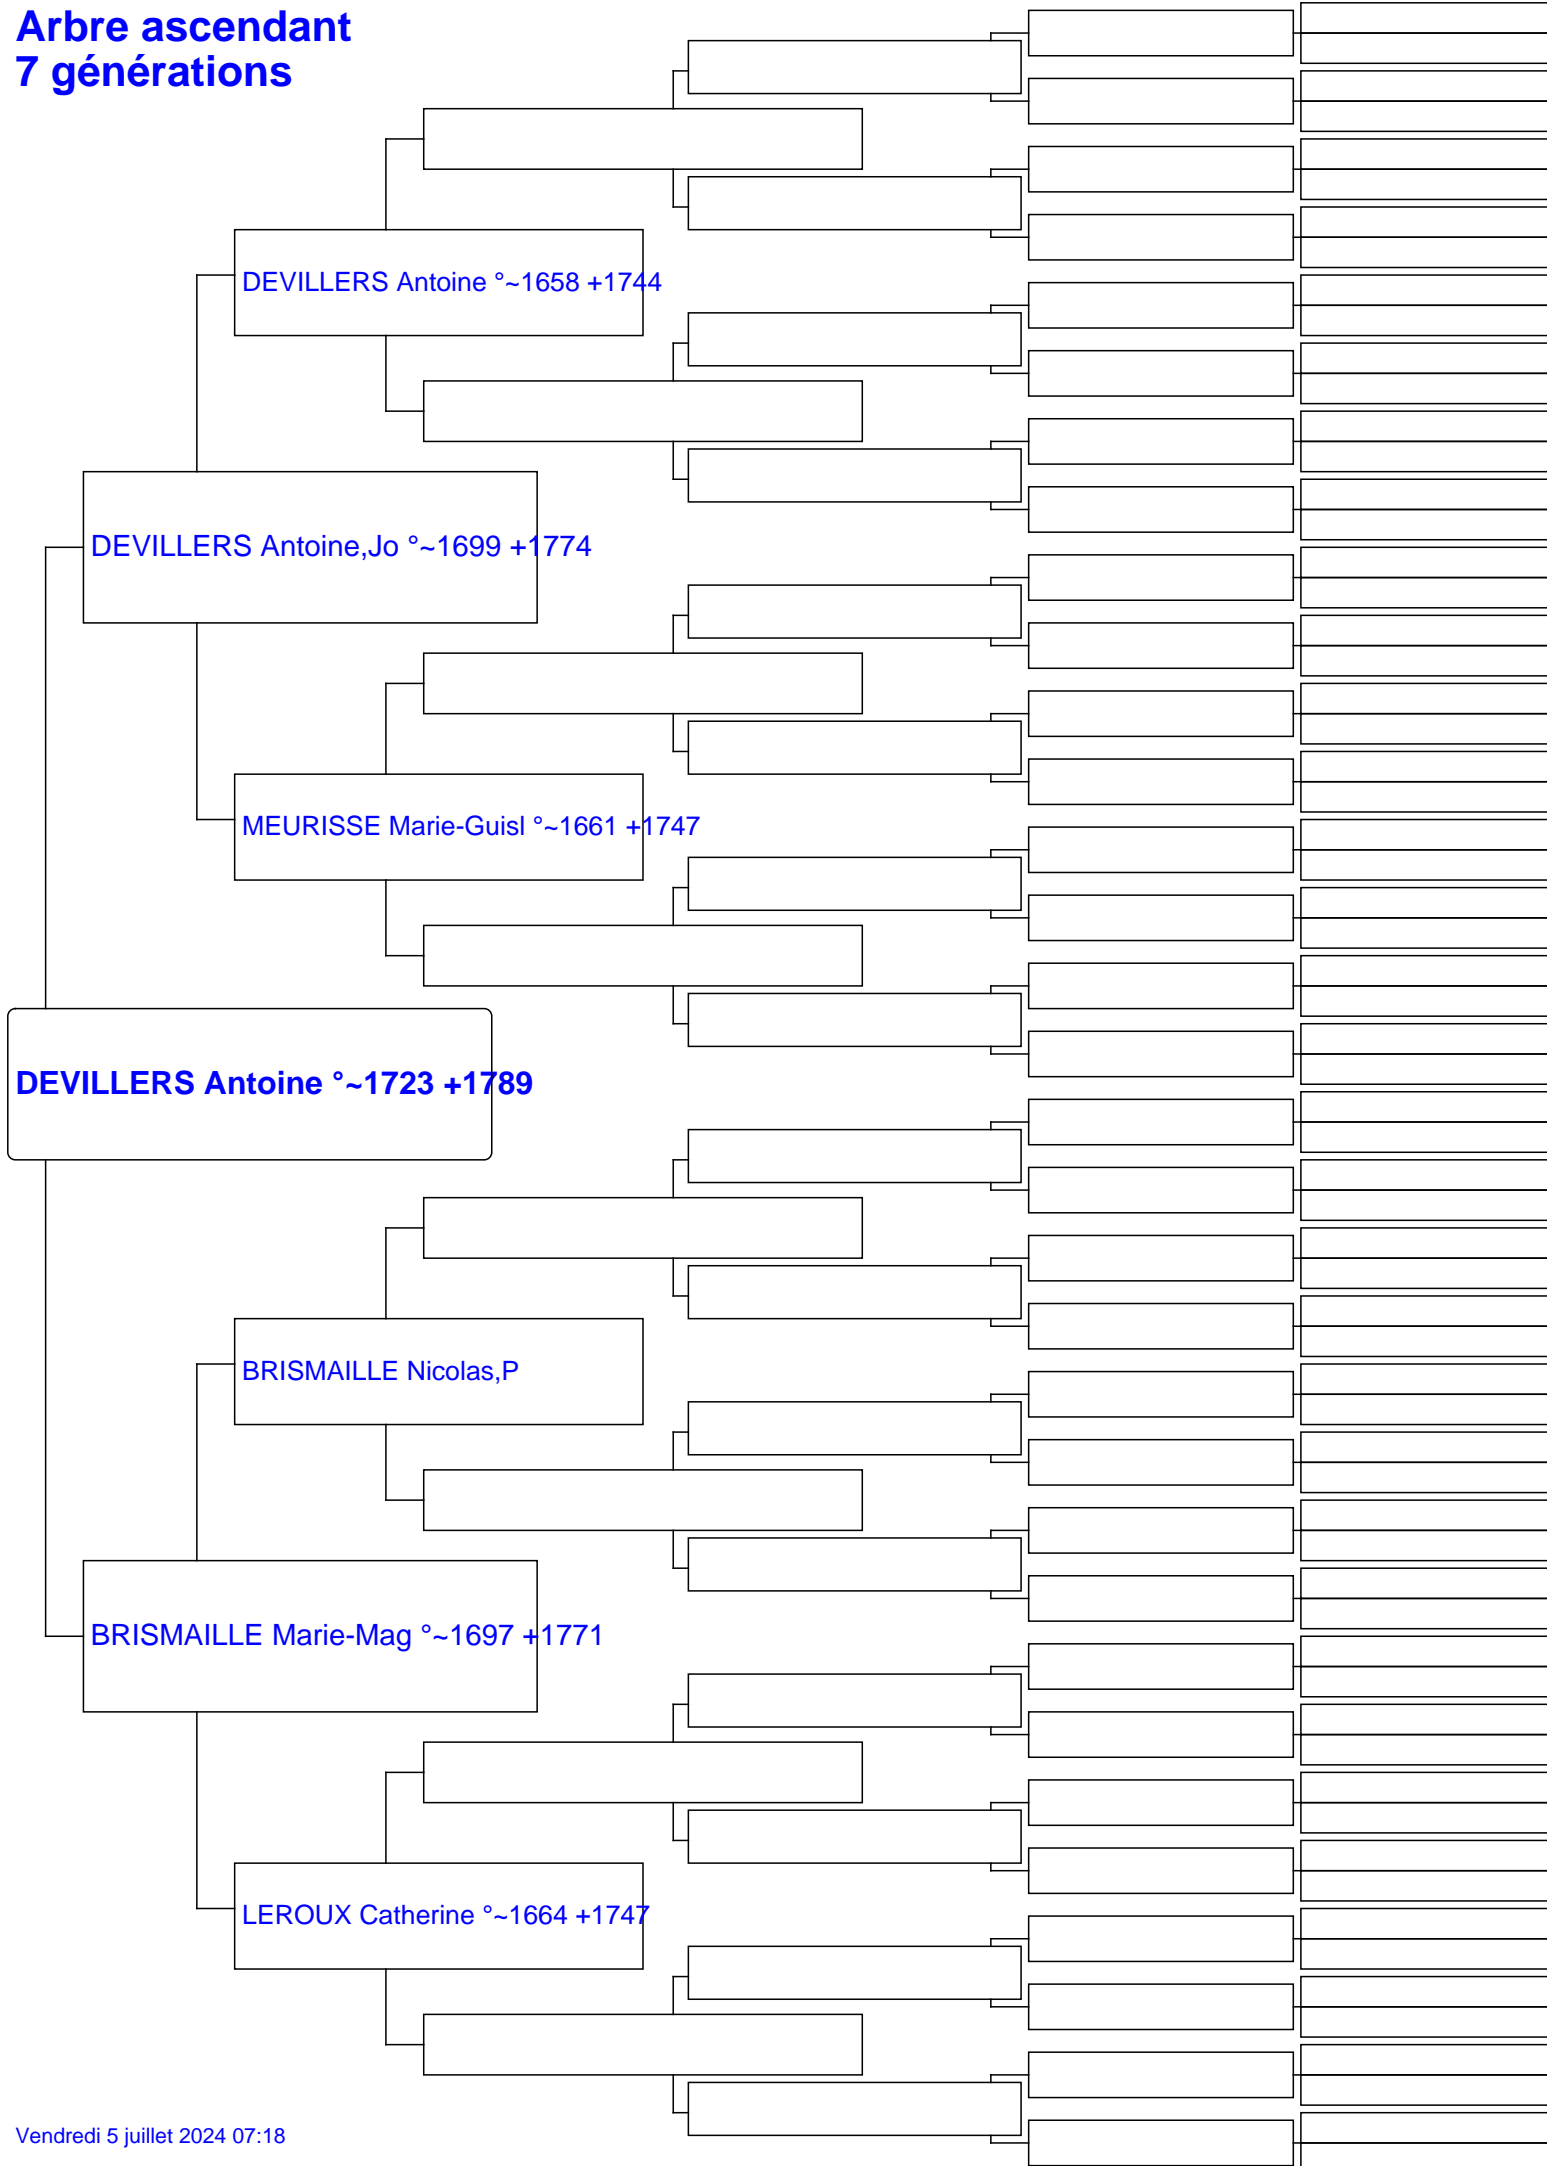 Arbre ascendant
7 générations
DEVILLERS Antoine °~1658 +1744
DEVILLERS Antoine,Jo °~1699 +1774
MEURISSE Marie-Guisl °~1661 +1747
DEVILLERS Antoine °~1723 +1789
BRISMAILLE Nicolas,P
BRISMAILLE Marie-Mag °~1697 +1771
LEROUX Catherine °~1664 +1747
Vendredi 5 juillet 2024 07:18